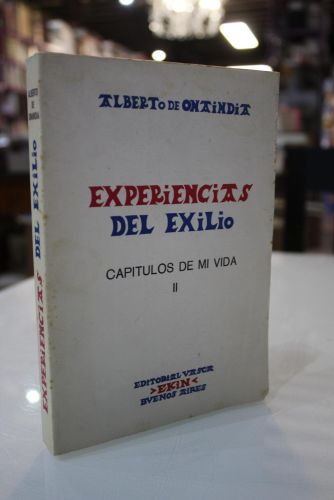 ALBERTO DE ONAINDIA
EXPERIENCIAS
DEL EXILIO
CAPITULOS DE MI VIDA
II
EDITORIAL VASCA
EKIN
BUENOS AIRES
ALBERTO
DE
ONAINDIA
EXPERIENCIAS DEL EXILIO